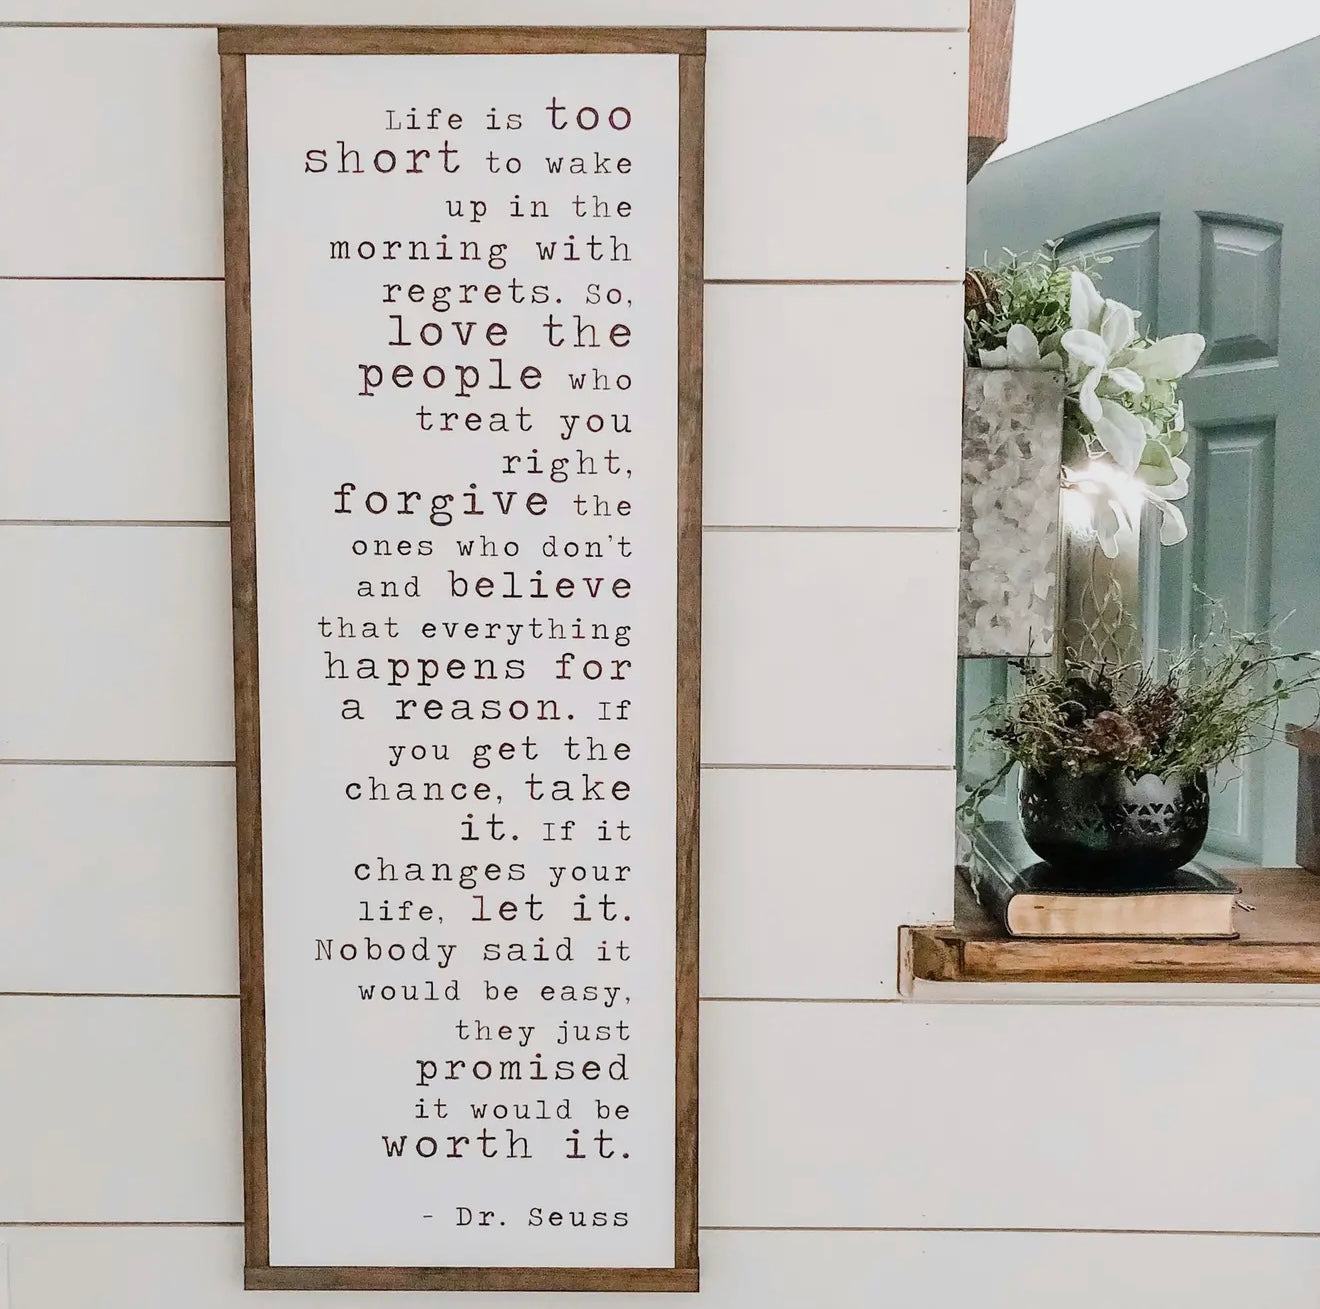 Life is too
short to wake
up in the
morning with
regrets. So,
love the
people who
treat you
right,
forgive the
ones who don't
and believe
that everything
happens for
a reason. If
you get the
chance, take
it. If it
changes your
life, let it.
Nobody said it
would be easy,
they just
promised
it would be
worth it.
- Dr. Seuss